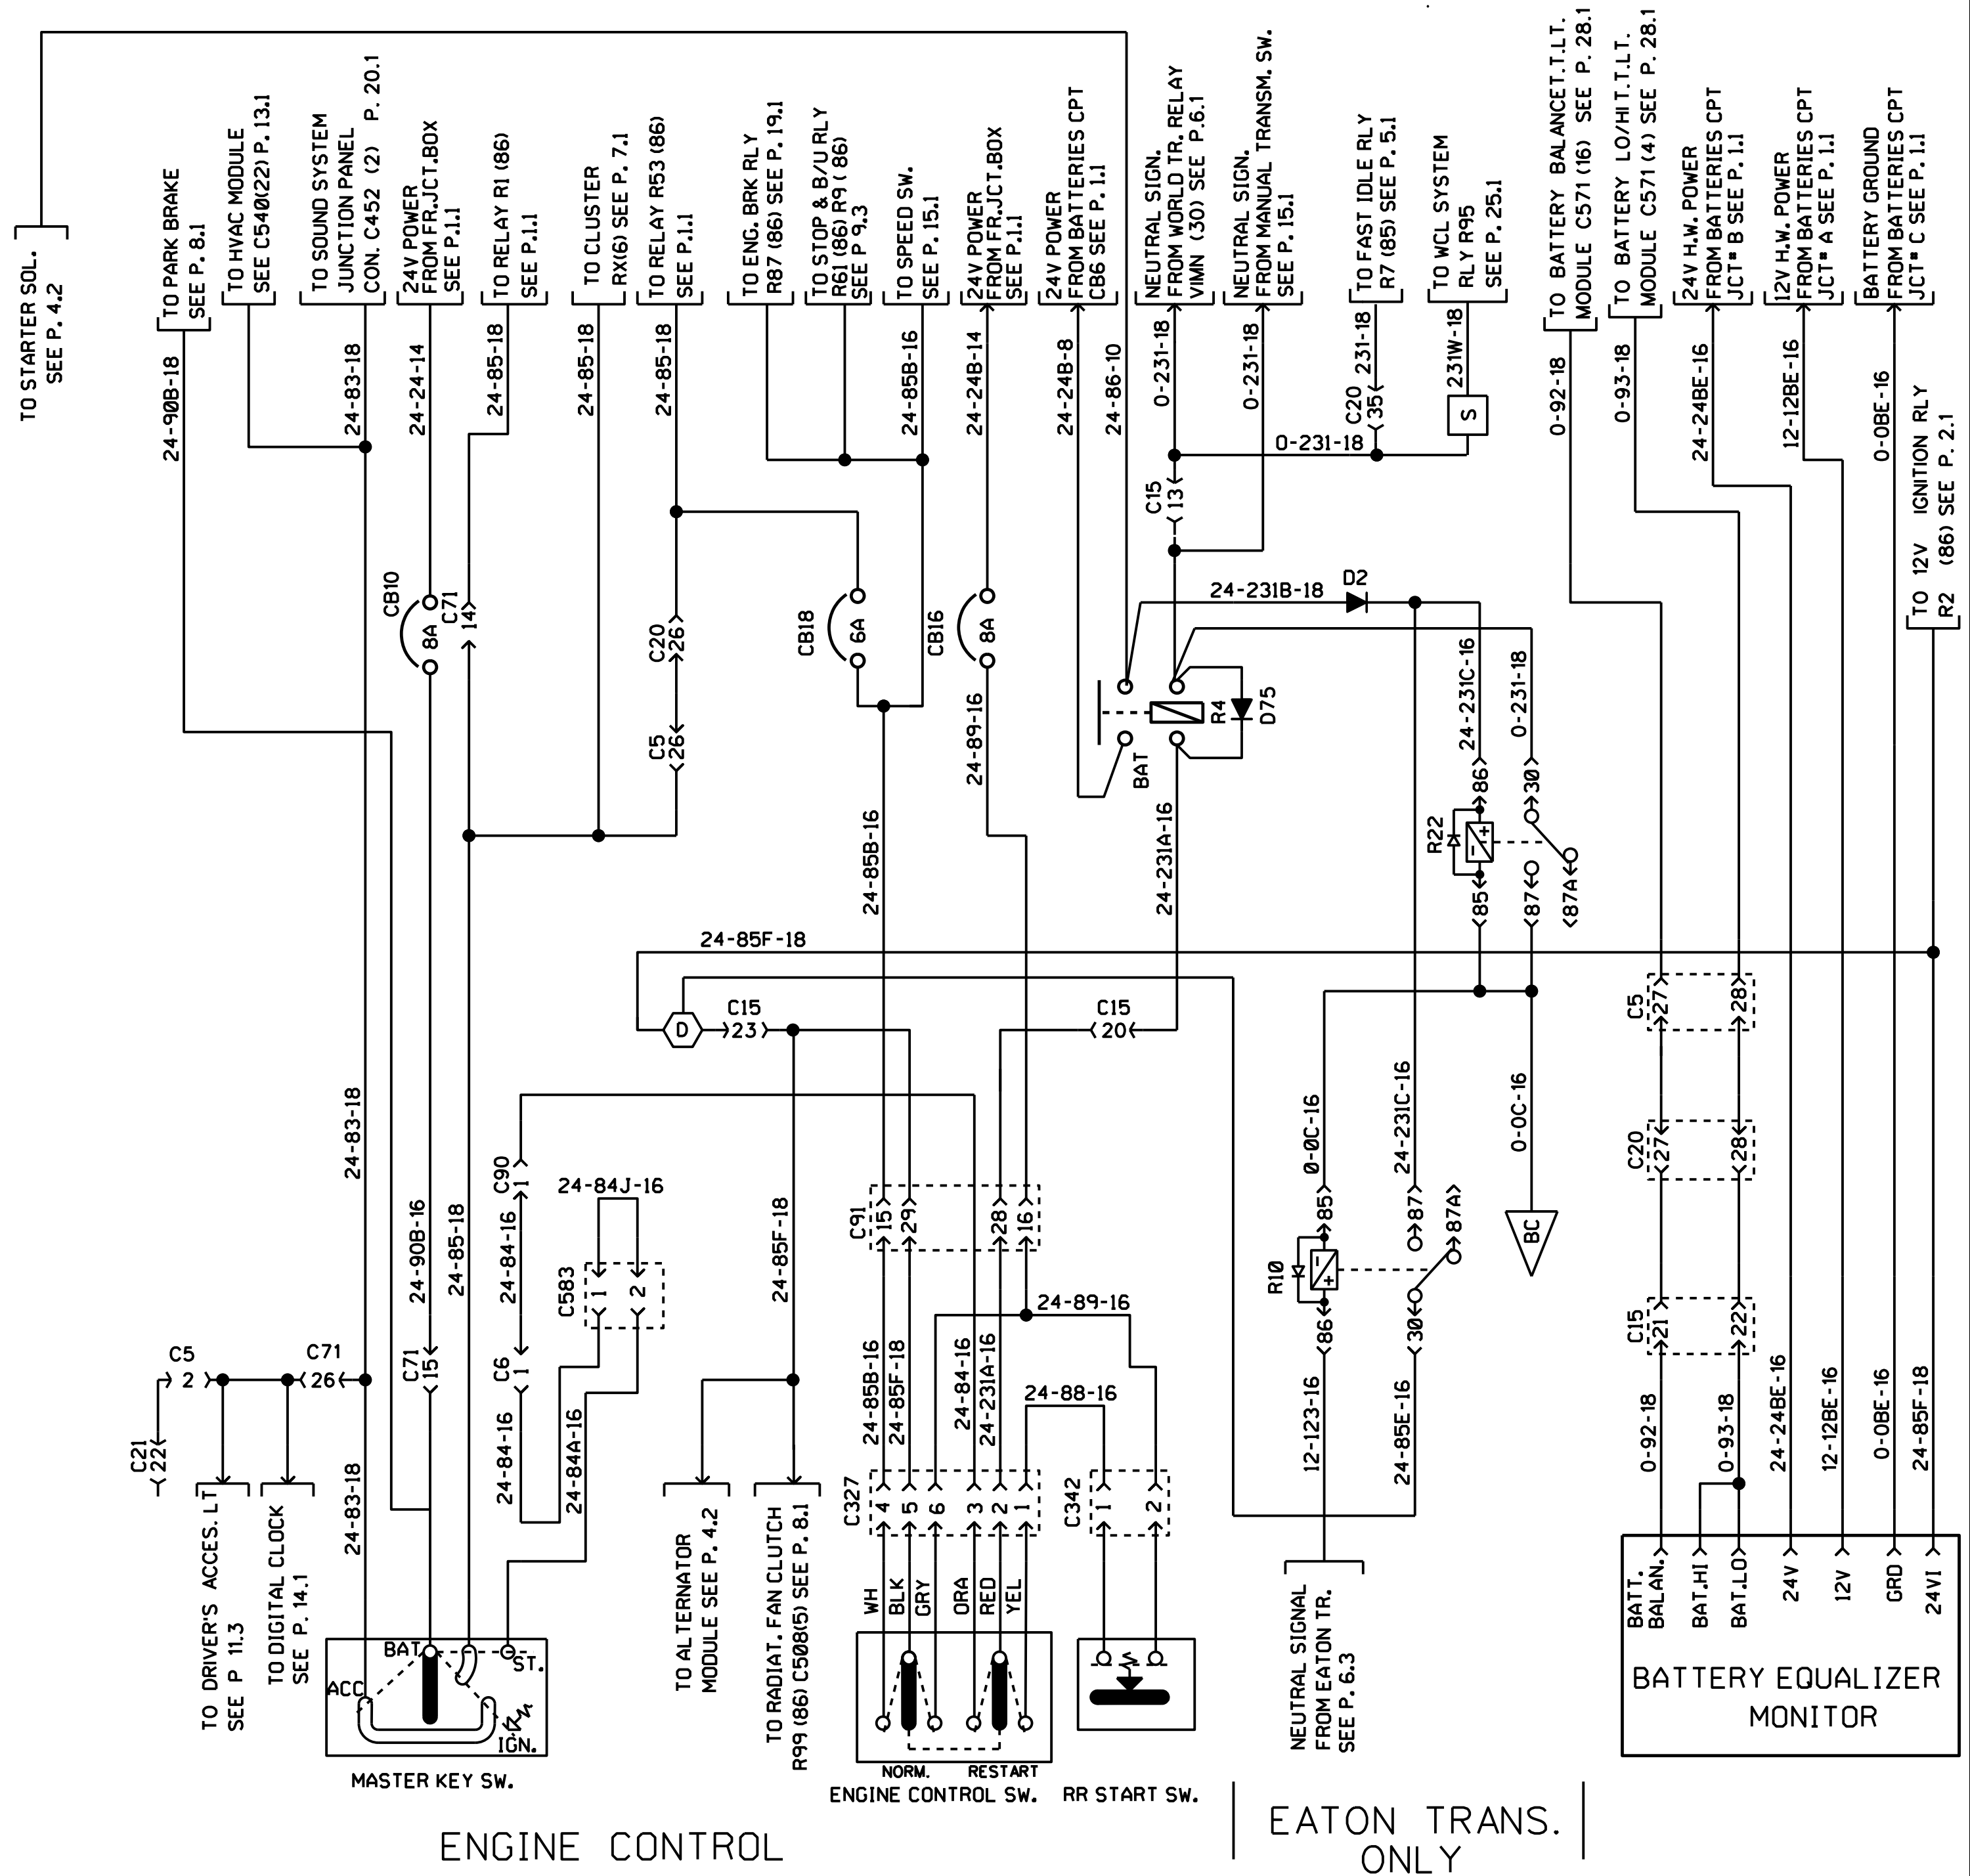 TO STARTER SOL.
SEE P. 4.2
TO PARK BRAKE
SEE P. 8.1
TO HVAC MODULE
SEE C540(22) P. 13.1
TO SOUND SYSTEM
JUNCTION PANEL
CON. C452 (2) P. 20.1
24V POWER
FROM FR.JCT.BOX
SEE P.1.1
TO RELAY R1 (86)
SEE P.1.1
TO CLUSTER
RX(6) SEE P. 7.1
TO RELAY R53 (86)
SEE P.1.1
TO ENG. BRK RLY
R87 (86) SEE P. 19.1
TO STOP & B/U RLY
R61 (86) R9 ( 86)
SEE P 9.3
TO SPEED SW.
SEE P. 15.1
24V POWER
FROM FR.JCT.BOX
SEE P.1.1
24V POWER
FROM BATTERIES CPT
CB6 SEE P. 1.1
NEUTRAL SIGN.
FROM WORLD TR. RELAY
VIMN (30) SEE P.6.1
NEUTRAL SIGN.
FROM MANUAL TRANSM. SW.
SEE P. 15.1
TO FAST IDLE RLY
R7 (85) SEE P. 5.1
TO WCL SYSTEM
RLY R95
SEE P. 25.1
TO BATTERY BALANCET.T.LT.
MODULE C571 (16) SEE P. 28.1
TO BATTERY LO/HI T.T.LT.
MODULE C571 (4) SEE P. 28.1
24V H.W. POWER
FROM BATTERIES CPT
JCT# B SEE P. 1.1
12V H.W. POWER
FROM BATTERIES CPT
JCT# A SEE P. 1.1
BATTERY GROUND
FROM BATTERIES CPT
JCT# C SEE P. 1.1
TO 12V IGNITION RLY
R2 (86) SEE P. 2.1
24-90B-18
24-83-18
24-24-14
24-85-18
24-85-18
24-85-18
24-85B-16
24-24B-14
24-24B-8
24-86-10
0-231-18
0-231-18
231-18
231W-18
0-92-18
0-93-18
24-24BE-16
12-12BE-16
0-0BE-16
C20
35
S
0-231-18
C15
13
CB10
8A
C71
14
C20
26
C5
26
CB18
6A
CB16
8A
24-231B-18
D2
24-89-16
R4
D75
BAT
24-231C-16
0-231-18
86
30
R22
85
87
87A
24-85B-16
24-231A-16
24-85F-18
D
C15
23
C15
20
C5
27
28
24-83-18
24-90B-16
24-85-18
C90
1
24-84-16
24-84J-16
C583
1
2
24-85F-18
C91
15
29
28
16
0-0C-16
24-231C-16
0-0C-16
C20
27
28
85
87
87A
BC
R10
86
30
24-89-16
C15
21
22
C5
2
C71
26
C71
15
C6
1
24-85B-16
24-85F-18
24-84-16
24-231A-16
24-88-16
C21
22
24-83-18
24-84-16
24-84A-16
C327
4
5
6
3
2
1
C342
1
2
12-123-16
24-85E-16
0-92-18
0-93-18
24-24BE-16
12-12BE-16
0-0BE-16
24-85F-18
TO DRIVER'S ACCES. LT
SEE P 11.3
TO DIGITAL CLOCK
SEE P. 14.1
TO ALTERNATOR
MODULE SEE P. 4.2
TO RADIAT. FAN CLUTCH
R99 (86) C508(5) SEE P. 8.1
WH
BLK
GRY
ORA
RED
YEL
NEUTRAL SIGNAL
FROM EATON TR.
SEE P. 6.3
BATT.
BALAN.
BAT.HI
BAT.LO
24V
12V
GRD
24VI
BATTERY EQUALIZER
MONITOR
BAT
ST.
ACC
IGN.
MASTER KEY SW.
NORM.
RESTART
ENGINE CONTROL SW.
RR START SW.
ENGINE CONTROL
EATON TRANS.
ONLY